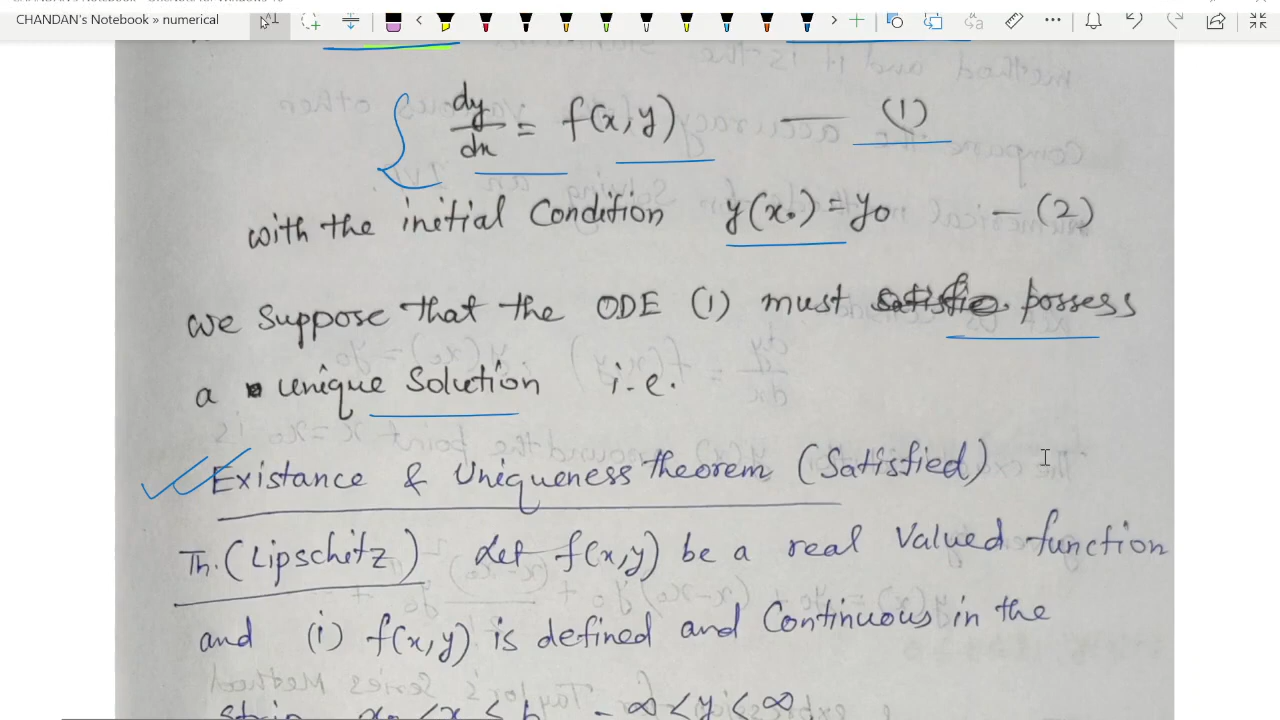 CHANDAN's Notebook » numerical
dy/dx = f(x,y) — (1)
with the initial Condition y(x₀) = y₀ — (2)
we suppose that the ODE (1) must possess
a unique Solution i.e.
Existance & Uniqueness theorem (Satisfied)
Th. (Lipschitz) Let f(x,y) be a real Valued function
and (i) f(x,y) is defined and Continuous in the
strip x₀ ≤ x ≤ b, -∞ < y < ∞